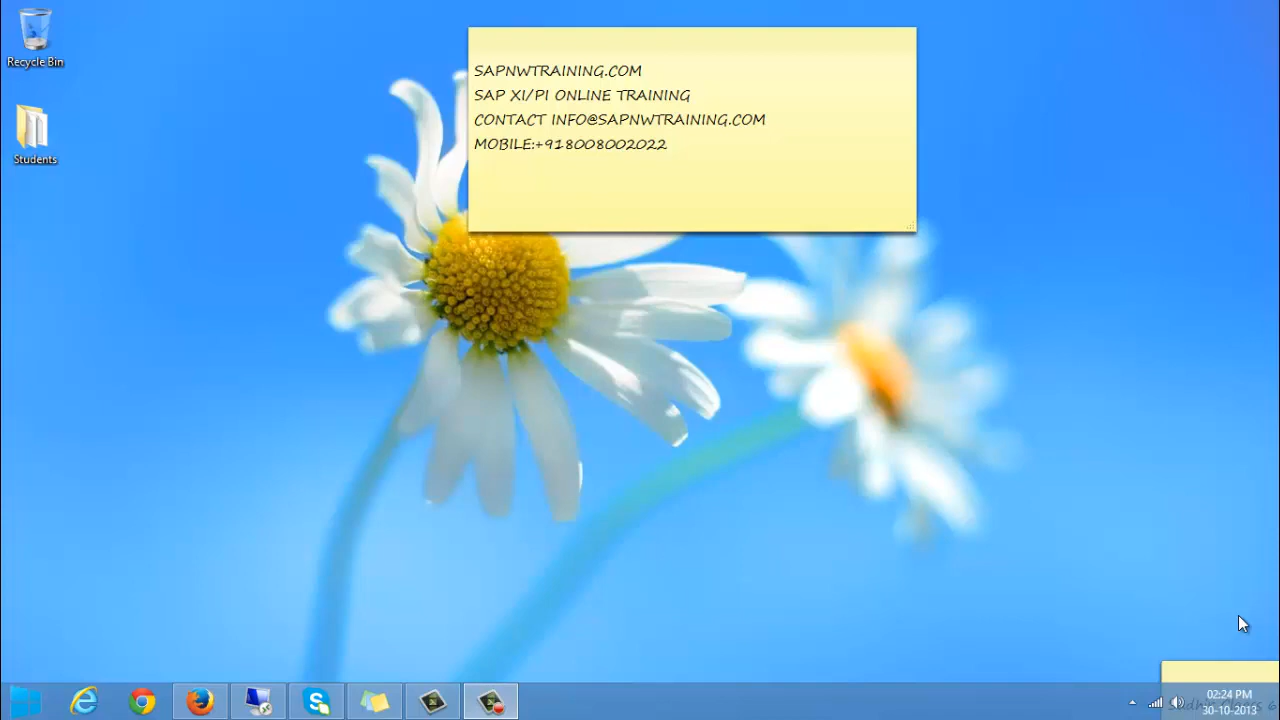 Recycle Bin
Students
SAPNWTRAINING.COM
SAP XI/PI ONLINE TRAINING
CONTACT INFO@SAPNWTRAINING.COM
MOBILE:+918008002022
02:24 PM
30-10-2013